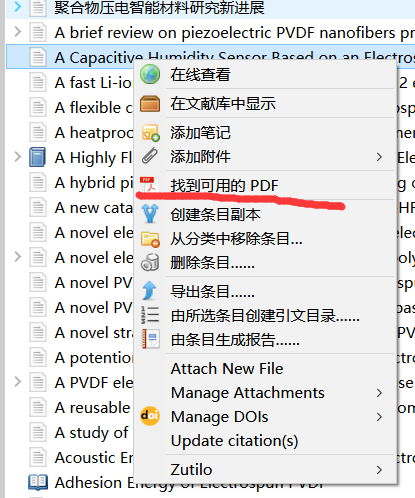 聚合物压电智能材料研究新进展
A brief review on piezoelectric PVDF nanofibers pr
A Capacitive Humidity Sensor Based on an Electros
A fast Li-ion
在线查看
2 e
A flexible c
在文献库中显示
A heatproo
添加笔记
A Highly Fl
添加附件
A hybrid pi
找到可用的 PDF
A new cata
创建条目副本
A novel ele
从分类中移除条目...
A novel ele
删除条目......
A novel PV
导出条目......
A novel PV
由所选条目创建引文目录......
A novel stra
由条目生成报告......
A potention
Attach New File
A PVDF ele
Manage Attachments
A reusable
Manage DOIs
A study of
Update citation(s)
Acoustic En
Zutilo
Adhesion Energy of Electrospun PVDF